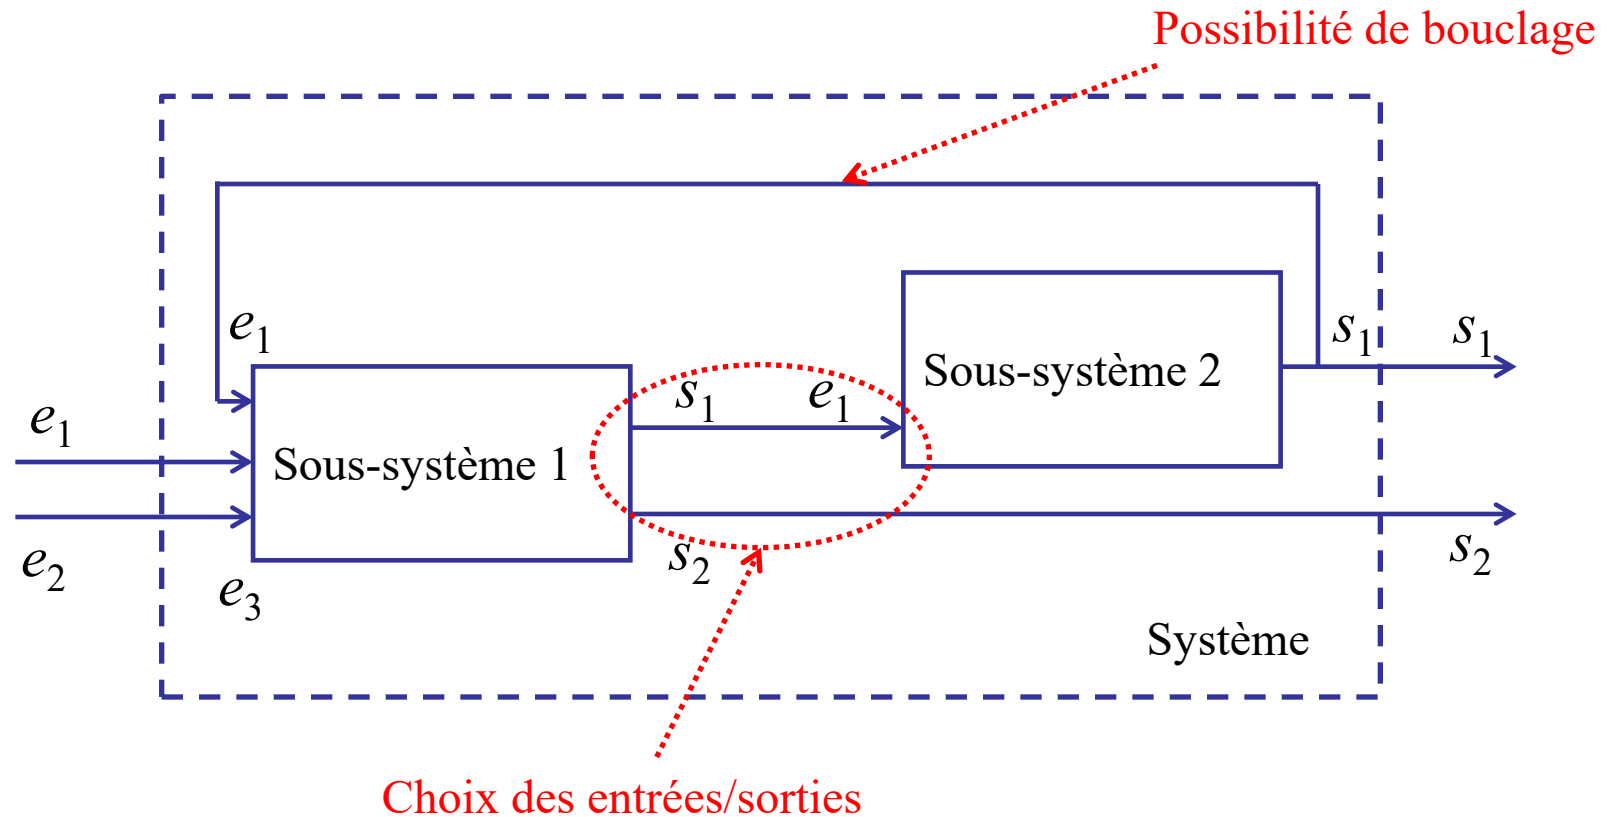 Possibilité de bouclage
e1
s1
s1
Sous-système 2
s1
e1
e1
Sous-système 1
s2
s2
e2
e3
Système
Choix des entrées/sorties